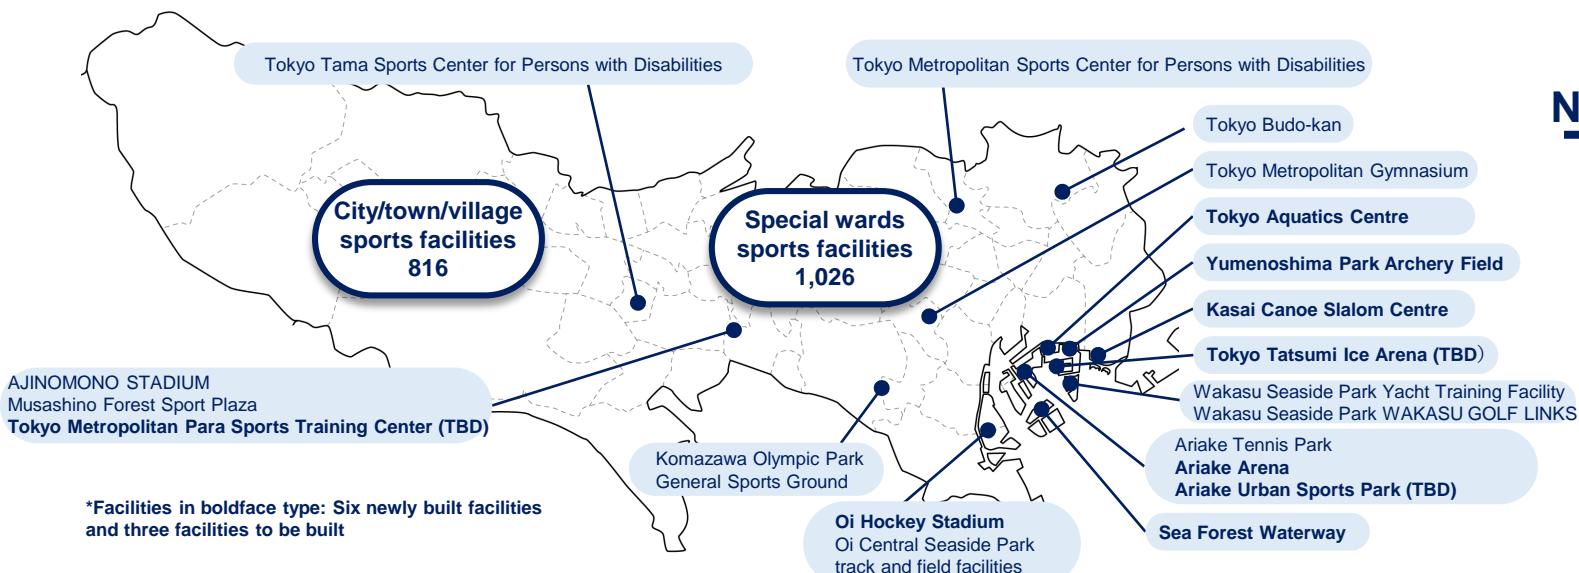 Tokyo Tama Sports Center for Persons with Disabilities
Tokyo Metropolitan Sports Center for Persons with Disabilities
N
Tokyo Budo-kan
Tokyo Metropolitan Gymnasium
City/town/village
sports facilities
816
Special wards
sports facilities
1,026
Tokyo Aquatics Centre
Yumenoshima Park Archery Field
Kasai Canoe Slalom Centre
Tokyo Tatsumi Ice Arena (TBD）
Wakasu Seaside Park Yacht Training Facility
Wakasu Seaside Park WAKASU GOLF LINKS
AJINOMONO STADIUM
Musashino Forest Sport Plaza
Tokyo Metropolitan Para Sports Training Center (TBD)
Komazawa Olympic Park
General Sports Ground
Ariake Tennis Park
Ariake Arena
Ariake Urban Sports Park (TBD)
*Facilities in boldface type: Six newly built facilities
and three facilities to be built
Oi Hockey Stadium
Oi Central Seaside Park
track and field facilities
Sea Forest Waterway